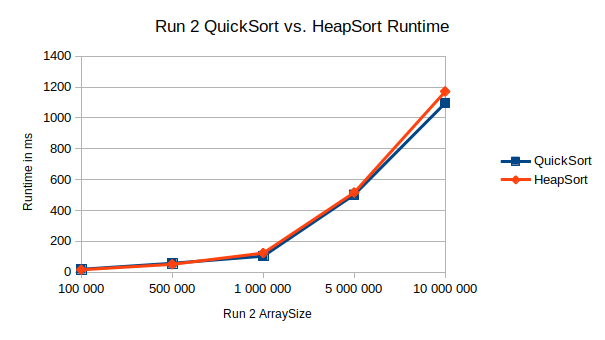 Run 2 QuickSort vs. HeapSort Runtime
1400
1200
1000
800
600
400
200
0
Runtime in ms
100 000 500 000 1 000 000 5 000 000 10 000 000
Run 2 ArraySize
QuickSort
HeapSort